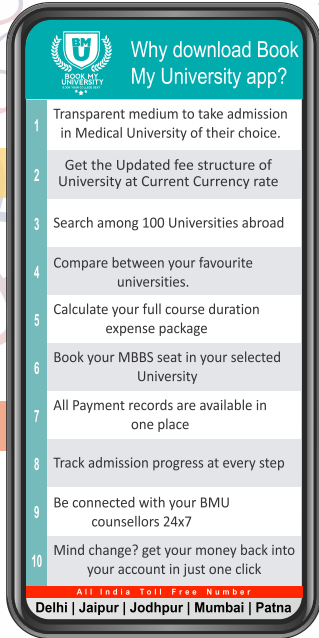 Why download Book
My University app?
BMU
BOOK MY
UNIVERSITY
BOOK YOUR COLLEGE SEAT
1 Transparent medium to take admission
in Medical University of their choice.
2 Get the Updated fee structure of
University at Current Currency rate
3 Search among 100 Universities abroad
4 Compare between your favourite
universities.
5 Calculate your full course duration
expense package
6 Book your MBBS seat in your selected
University
7 All Payment records are available in
one place
8 Track admission progress at every step
9 Be connected with your BMU
counsellors 24x7
10 Mind change? get your money back into
your account in just one click
All India Toll Free Number
Delhi | Jaipur | Jodhpur | Mumbai | Patna